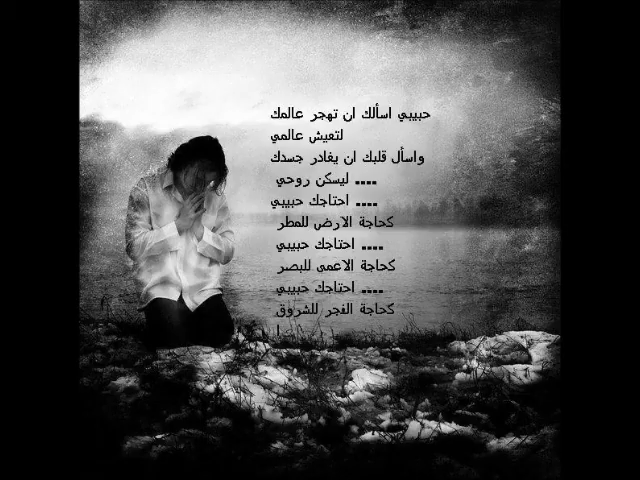 حبيبي اسألك ان تهجر عالمك
لتعيش عالمي
واسأل قلبك ان يغادر جسدك
ليسكن روحي ....
احتاجك حبيبي ....
كحاجة الارض للمطر
احتاجك حبيبي ....
كحاجة الاعمى للبصر
احتاجك حبيبي ....
كحاجة الفجر للشروق